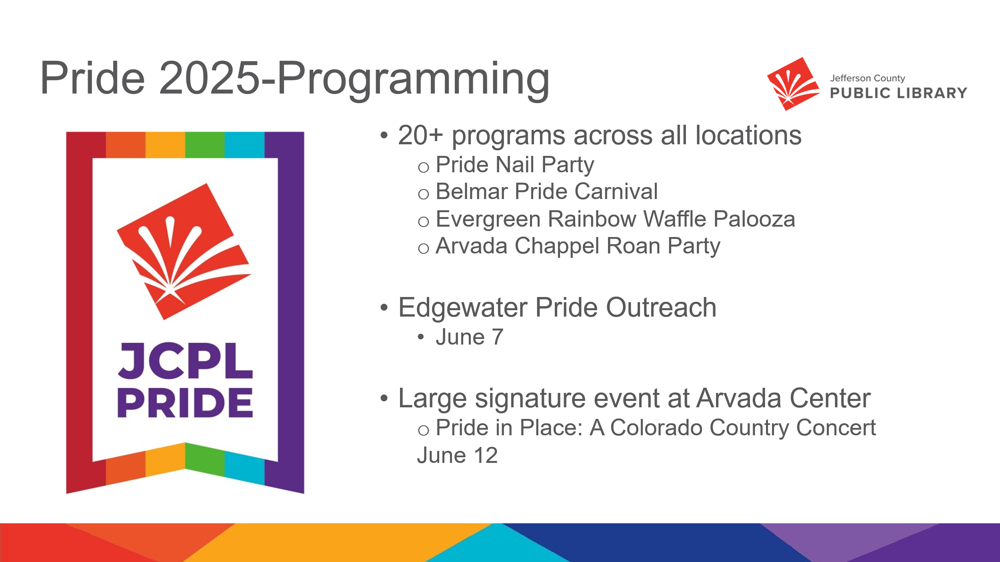 Pride 2025-Programming
Jefferson County
PUBLIC LIBRARY
JCPL
PRIDE
• 20+ programs across all locations
o Pride Nail Party
o Belmar Pride Carnival
o Evergreen Rainbow Waffle Palooza
o Arvada Chappel Roan Party
• Edgewater Pride Outreach
• June 7
• Large signature event at Arvada Center
o Pride in Place: A Colorado Country Concert
June 12